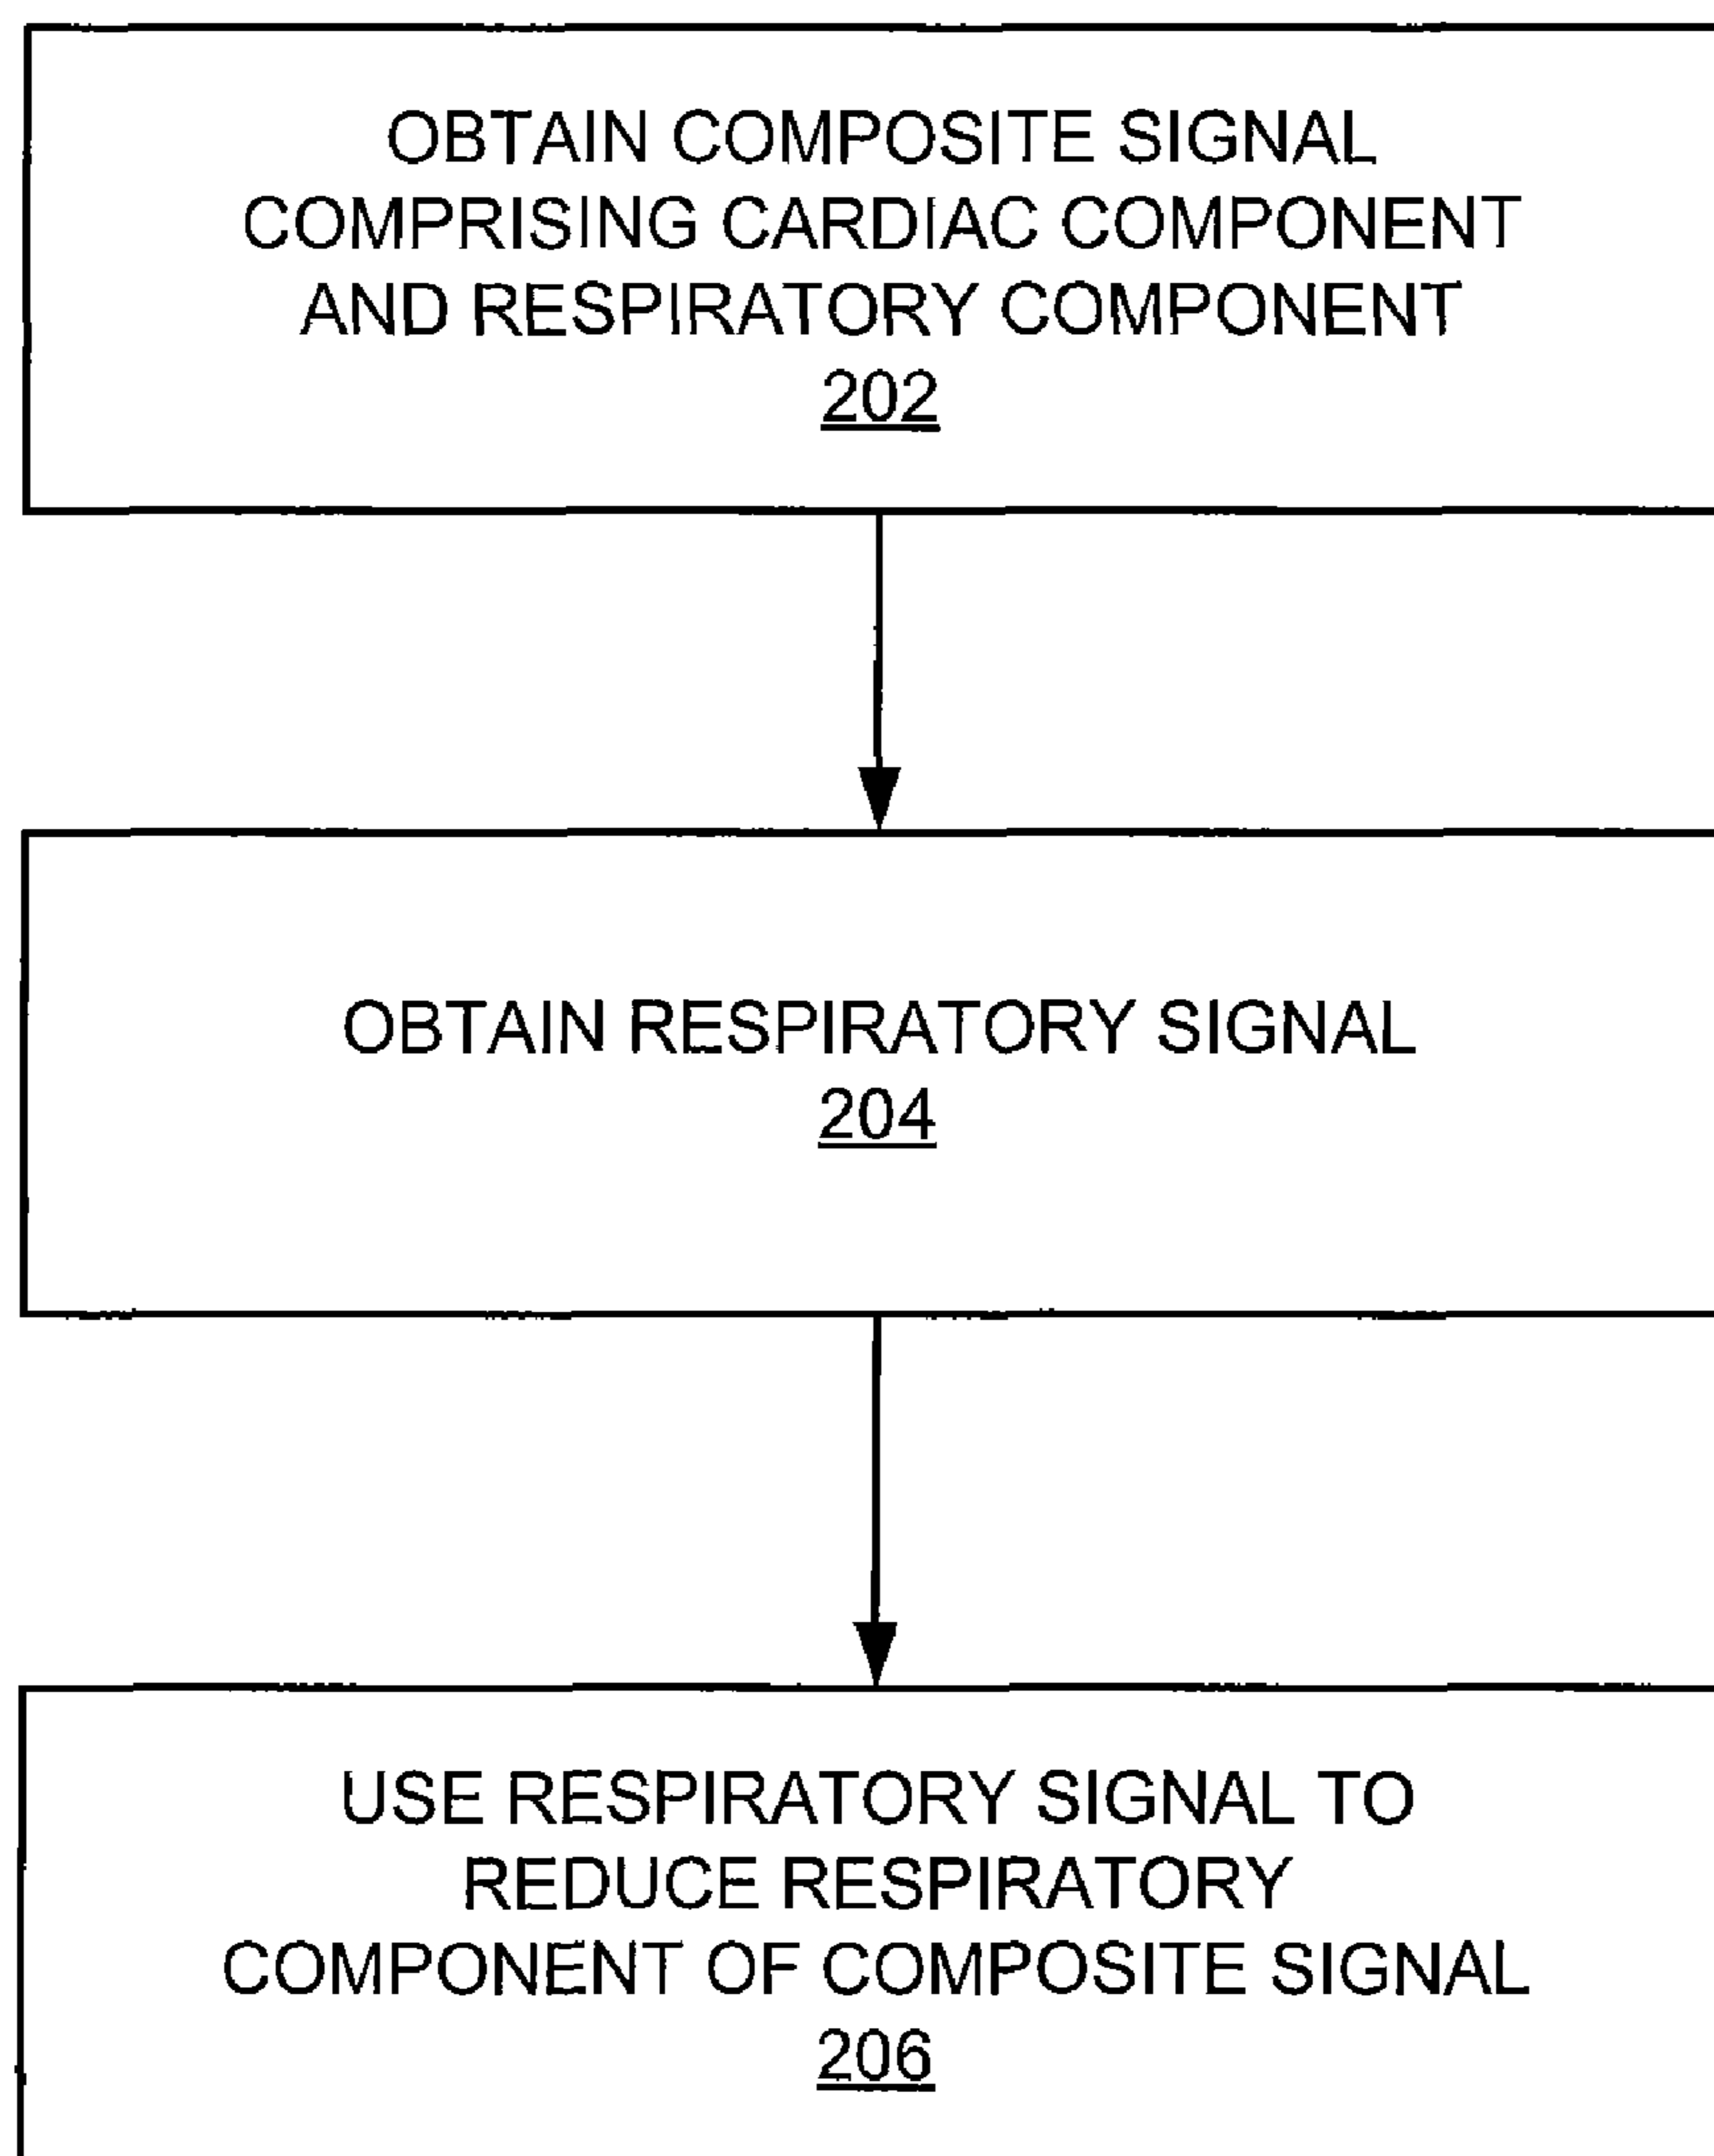 OBTAIN COMPOSITE SIGNAL
COMPRISING CARDIAC COMPONENT
AND RESPIRATORY COMPONENT
202
OBTAIN RESPIRATORY SIGNAL
204
USE RESPIRATORY SIGNAL TO
REDUCE RESPIRATORY
COMPONENT OF COMPOSITE SIGNAL
206